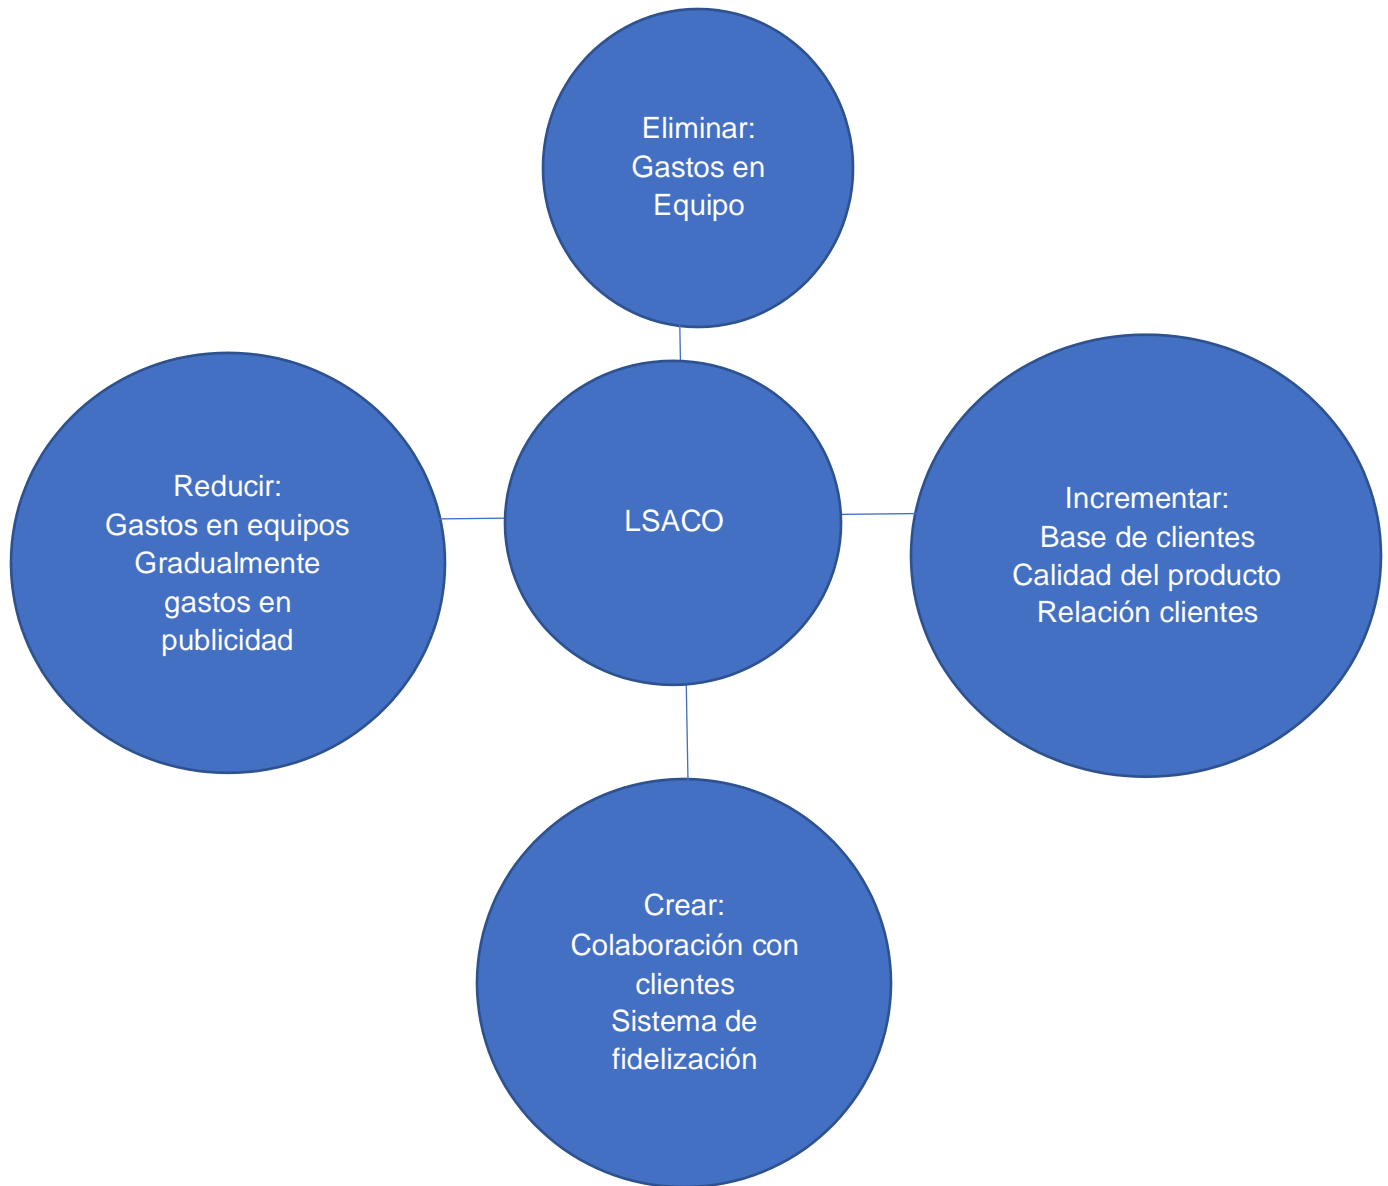 Eliminar:
Gastos en
Equipo
Reducir:
Gastos en equipos
Gradualmente
gastos en
publicidad
LSACO
Incrementar:
Base de clientes
Calidad del producto
Relación clientes
Crear:
Colaboración con
clientes
Sistema de
fidelización